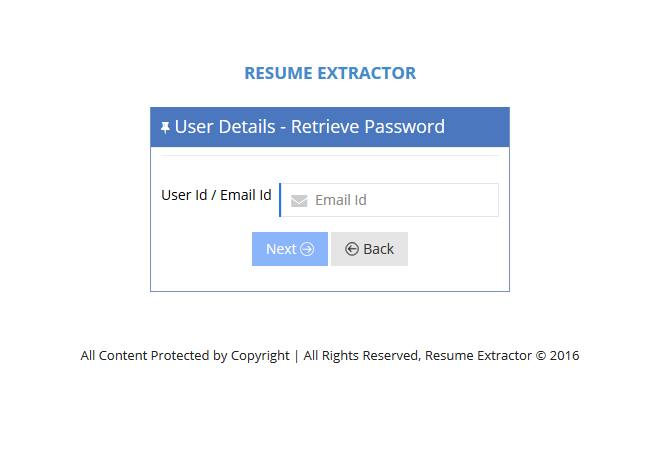 RESUME EXTRACTOR
User Details - Retrieve Password
User Id / Email Id
Email Id
Next
Back
All Content Protected by Copyright | All Rights Reserved, Resume Extractor © 2016